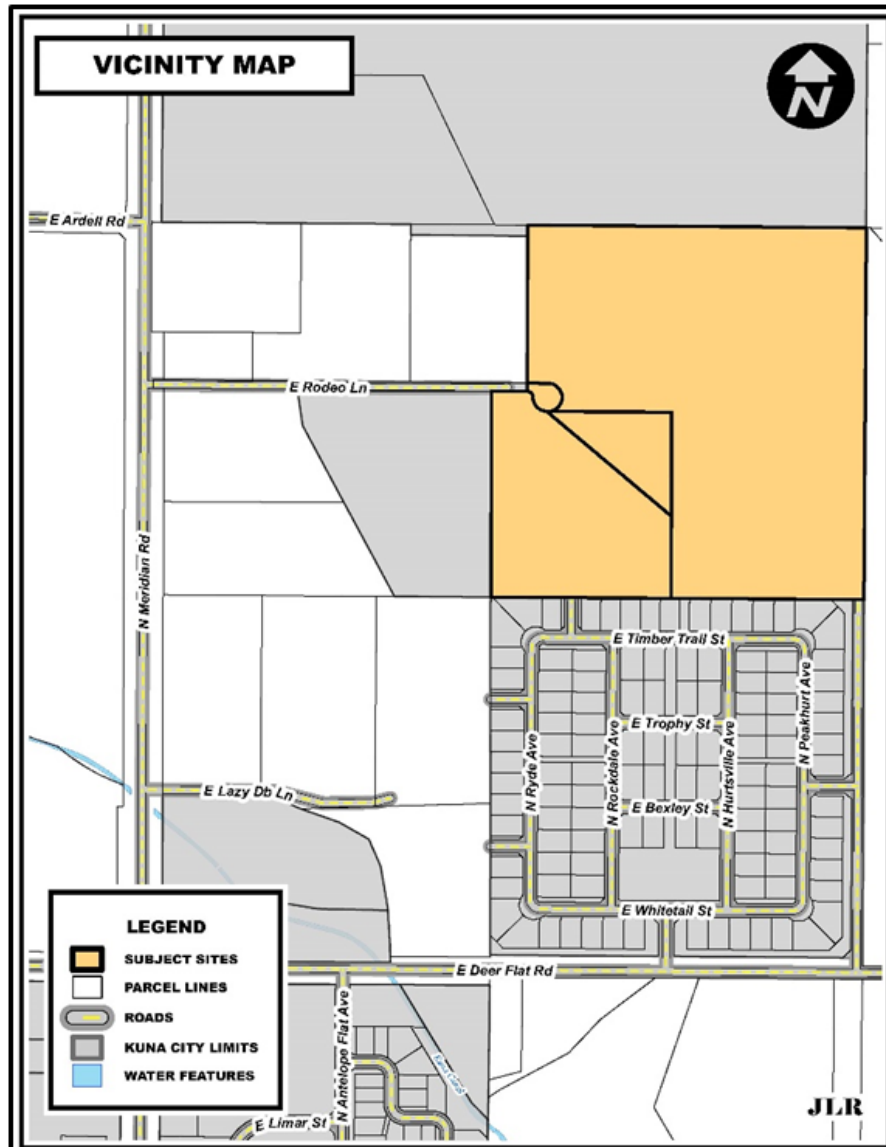 VICINITY MAP
N
E Ardell Rd
E Rodeo Ln
N Meridian Rd
E Timber Trail St
N Peakhurt Ave
E Trophy St
N Ryde Ave
N Rockdale Ave
N Hurtsville Ave
E Lazy Db Ln
E Bexley St
E Whitetail St
E Deer Flat Rd
N Antelope Flat Ave
E Limar St
LEGEND
SUBJECT SITES
PARCEL LINES
ROADS
KUNA CITY LIMITS
WATER FEATURES
JLR